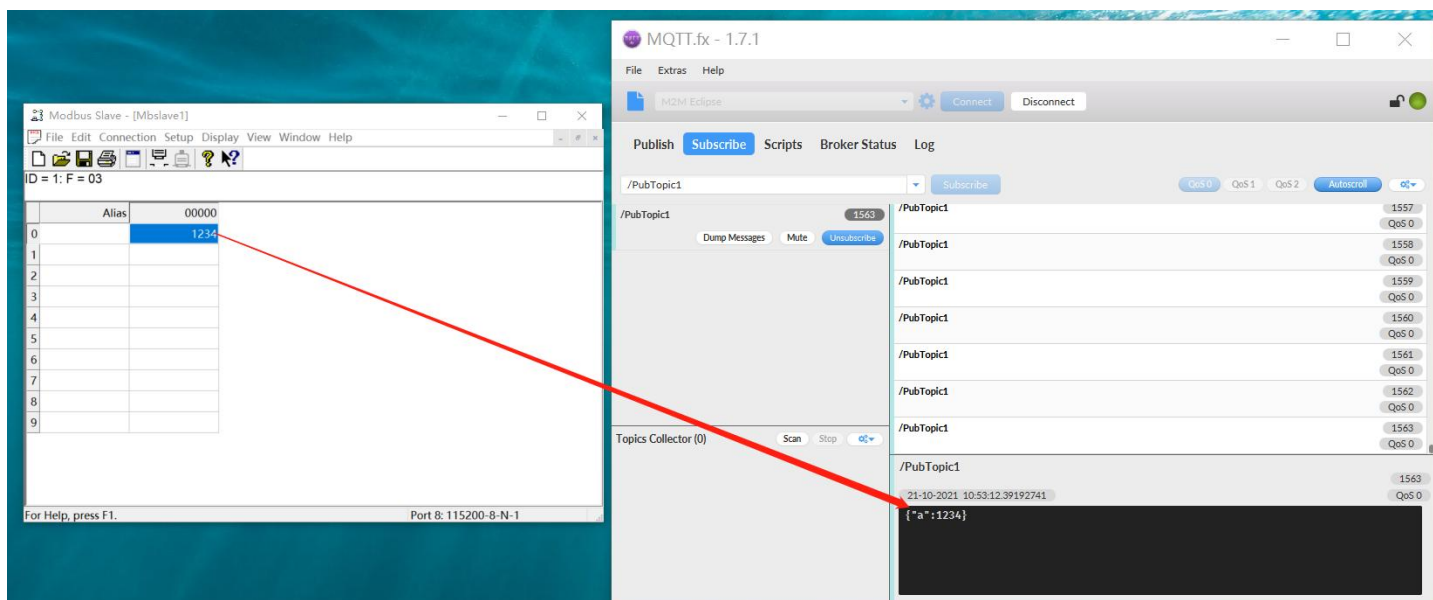 Modbus Slave - [Mbslave1]
File Edit Connection Setup Display View Window Help
ID = 1: F = 03
Alias 00000
0 1234
1
2
3
4
5
6
7
8
9
For Help, press F1. Port 8: 115200-8-N-1
MQTT.fx - 1.7.1
File Extras Help
M2M Eclipse Connect Disconnect
Publish Subscribe Scripts Broker Status Log
/PubTopic1 Subscribe QoS 0 QoS 1 QoS 2 Autoscroll
/PubTopic1 1563
Dump Messages Mute Unsubscribe
Topics Collector (0) Scan Stop
/PubTopic1 1557
QoS 0
/PubTopic1 1558
QoS 0
/PubTopic1 1559
QoS 0
/PubTopic1 1560
QoS 0
/PubTopic1 1561
QoS 0
/PubTopic1 1562
QoS 0
/PubTopic1 1563
QoS 0
/PubTopic1
1563
21-10-2021 10:53:12.39192741 QoS 0
{"a":1234}